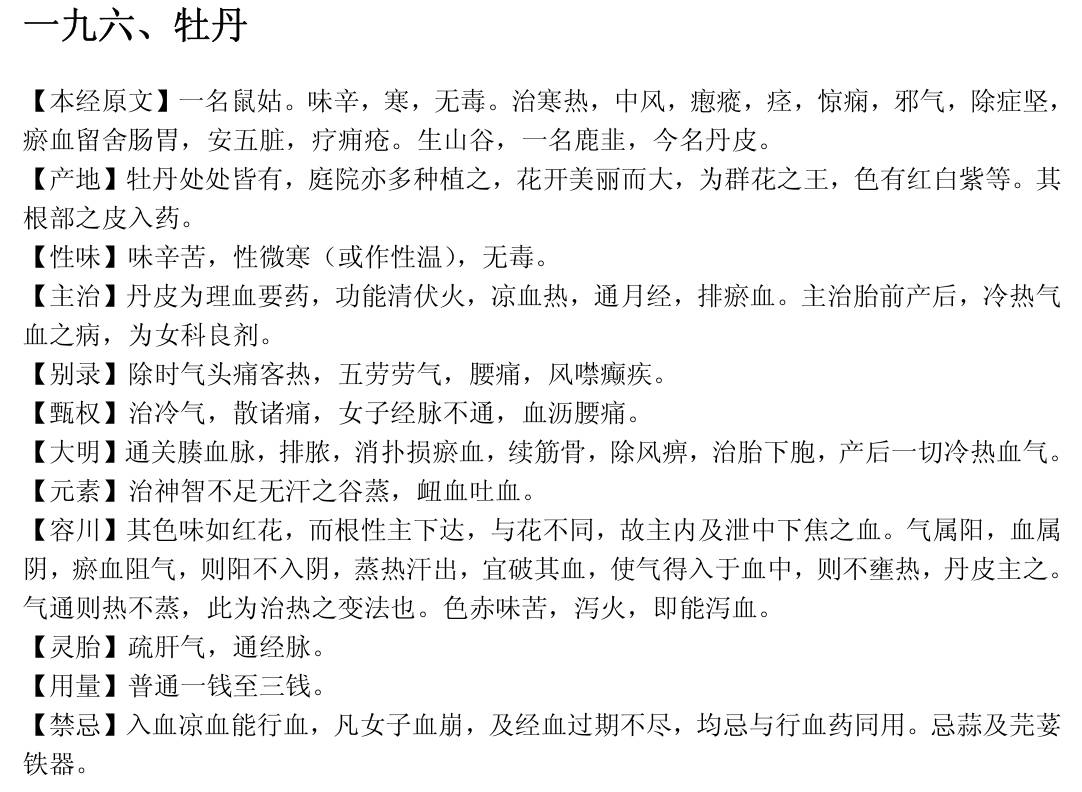 一九六、牡丹
【本经原文】一名鼠姑。味辛，寒，无毒。治寒热，中风，瘛瘲，痉，惊痫，邪气，除症坚，
瘀血留舍肠胃，安五脏，疗痈疮。生山谷，一名鹿韭，今名丹皮。
【产地】牡丹处处皆有，庭院亦多种植之，花开美丽而大，为群花之王，色有红白紫等。其
根部之皮入药。
【性味】味辛苦，性微寒（或作性温），无毒。
【主治】丹皮为理血要药，功能清伏火，凉血热，通月经，排瘀血。主治胎前产后，冷热气
血之病，为女科良剂。
【别录】除时气头痛客热，五劳劳气，腰痛，风噤癫疾。
【甄权】治冷气，散诸痛，女子经脉不通，血沥腰痛。
【大明】通关腠血脉，排脓，消扑损瘀血，续筋骨，除风痹，治胎下胞，产后一切冷热血气。
【元素】治神智不足无汗之谷蒸，衄血吐血。
【容川】其色味如红花，而根性主下达，与花不同，故主内及泄中下焦之血。气属阳，血属
阴，瘀血阻气，则阳不入阴，蒸热汗出，宜破其血，使气得入于血中，则不壅热，丹皮主之。
气通则热不蒸，此为治热之变法也。色赤味苦，泻火，即能泻血。
【灵胎】疏肝气，通经脉。
【用量】普通一钱至三钱。
【禁忌】入血凉血能行血，凡女子血崩，及经血过期不尽，均忌与行血药同用。忌蒜及芫荽
铁器。